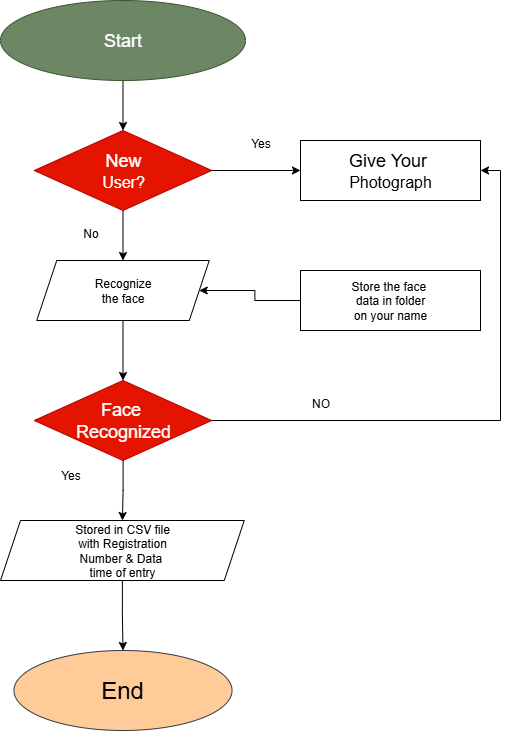 Start
New
User?
Yes
Give Your
Photograph
No
Recognize
the face
Store the face
data in folder
on your name
Face
Recognized
NO
Yes
Stored in CSV file
with Registration
Number & Data
time of entry
End